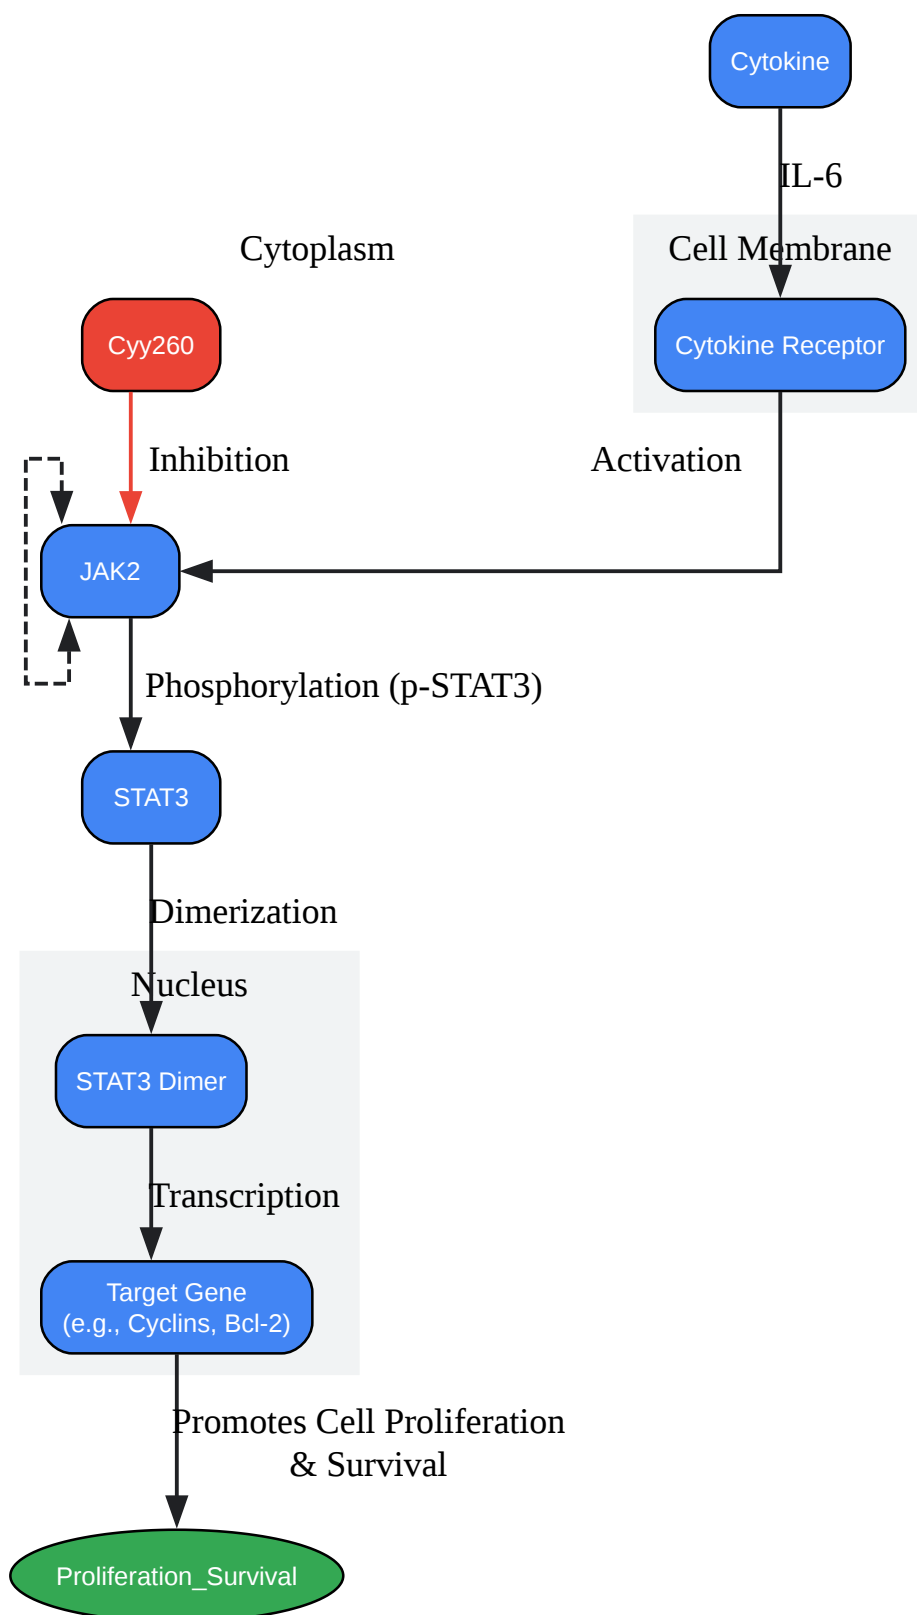 Cytokine
IL-6
Cytoplasm
Cell Membrane
Cyy260
Cytokine Receptor
Inhibition
Activation
JAK2
Phosphorylation (p-STAT3)
STAT3
Dimerization
Nucleus
STAT3 Dimer
Transcription
Target Gene
(e.g., Cyclins, Bcl-2)
Promotes Cell Proliferation
& Survival
Proliferation_Survival